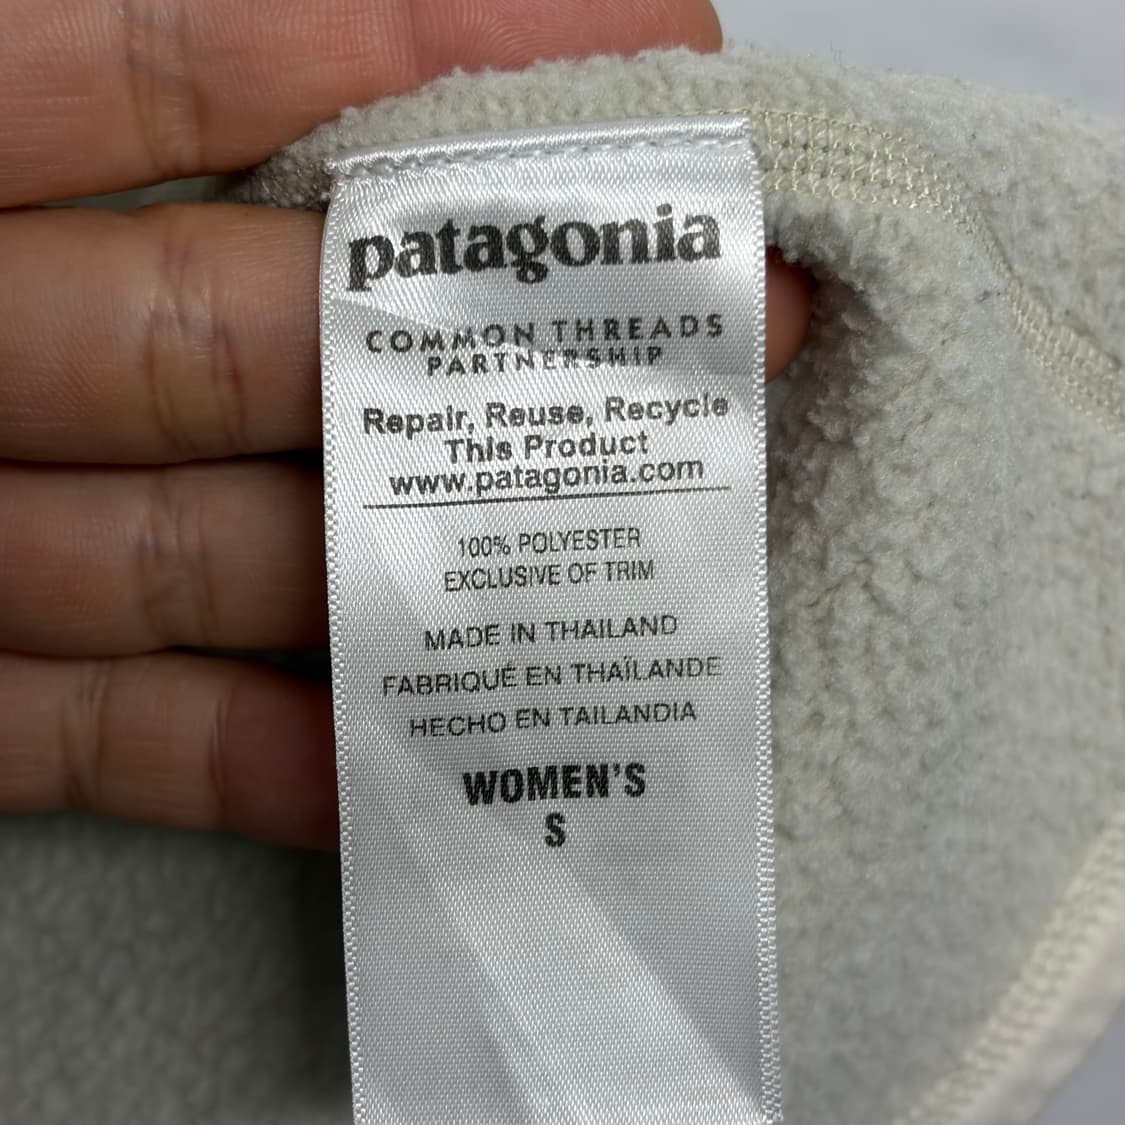 patagonia
COMMON THREADS
PARTNERSHIP
Repair, Reuse, Recycle
This Product
www.patagonia.com
100% POLYESTER
EXCLUSIVE OF TRIM
MADE IN THAILAND
FABRIQUÉ EN THAÏLANDE
HECHO EN TAILANDIA
WOMEN'S
S